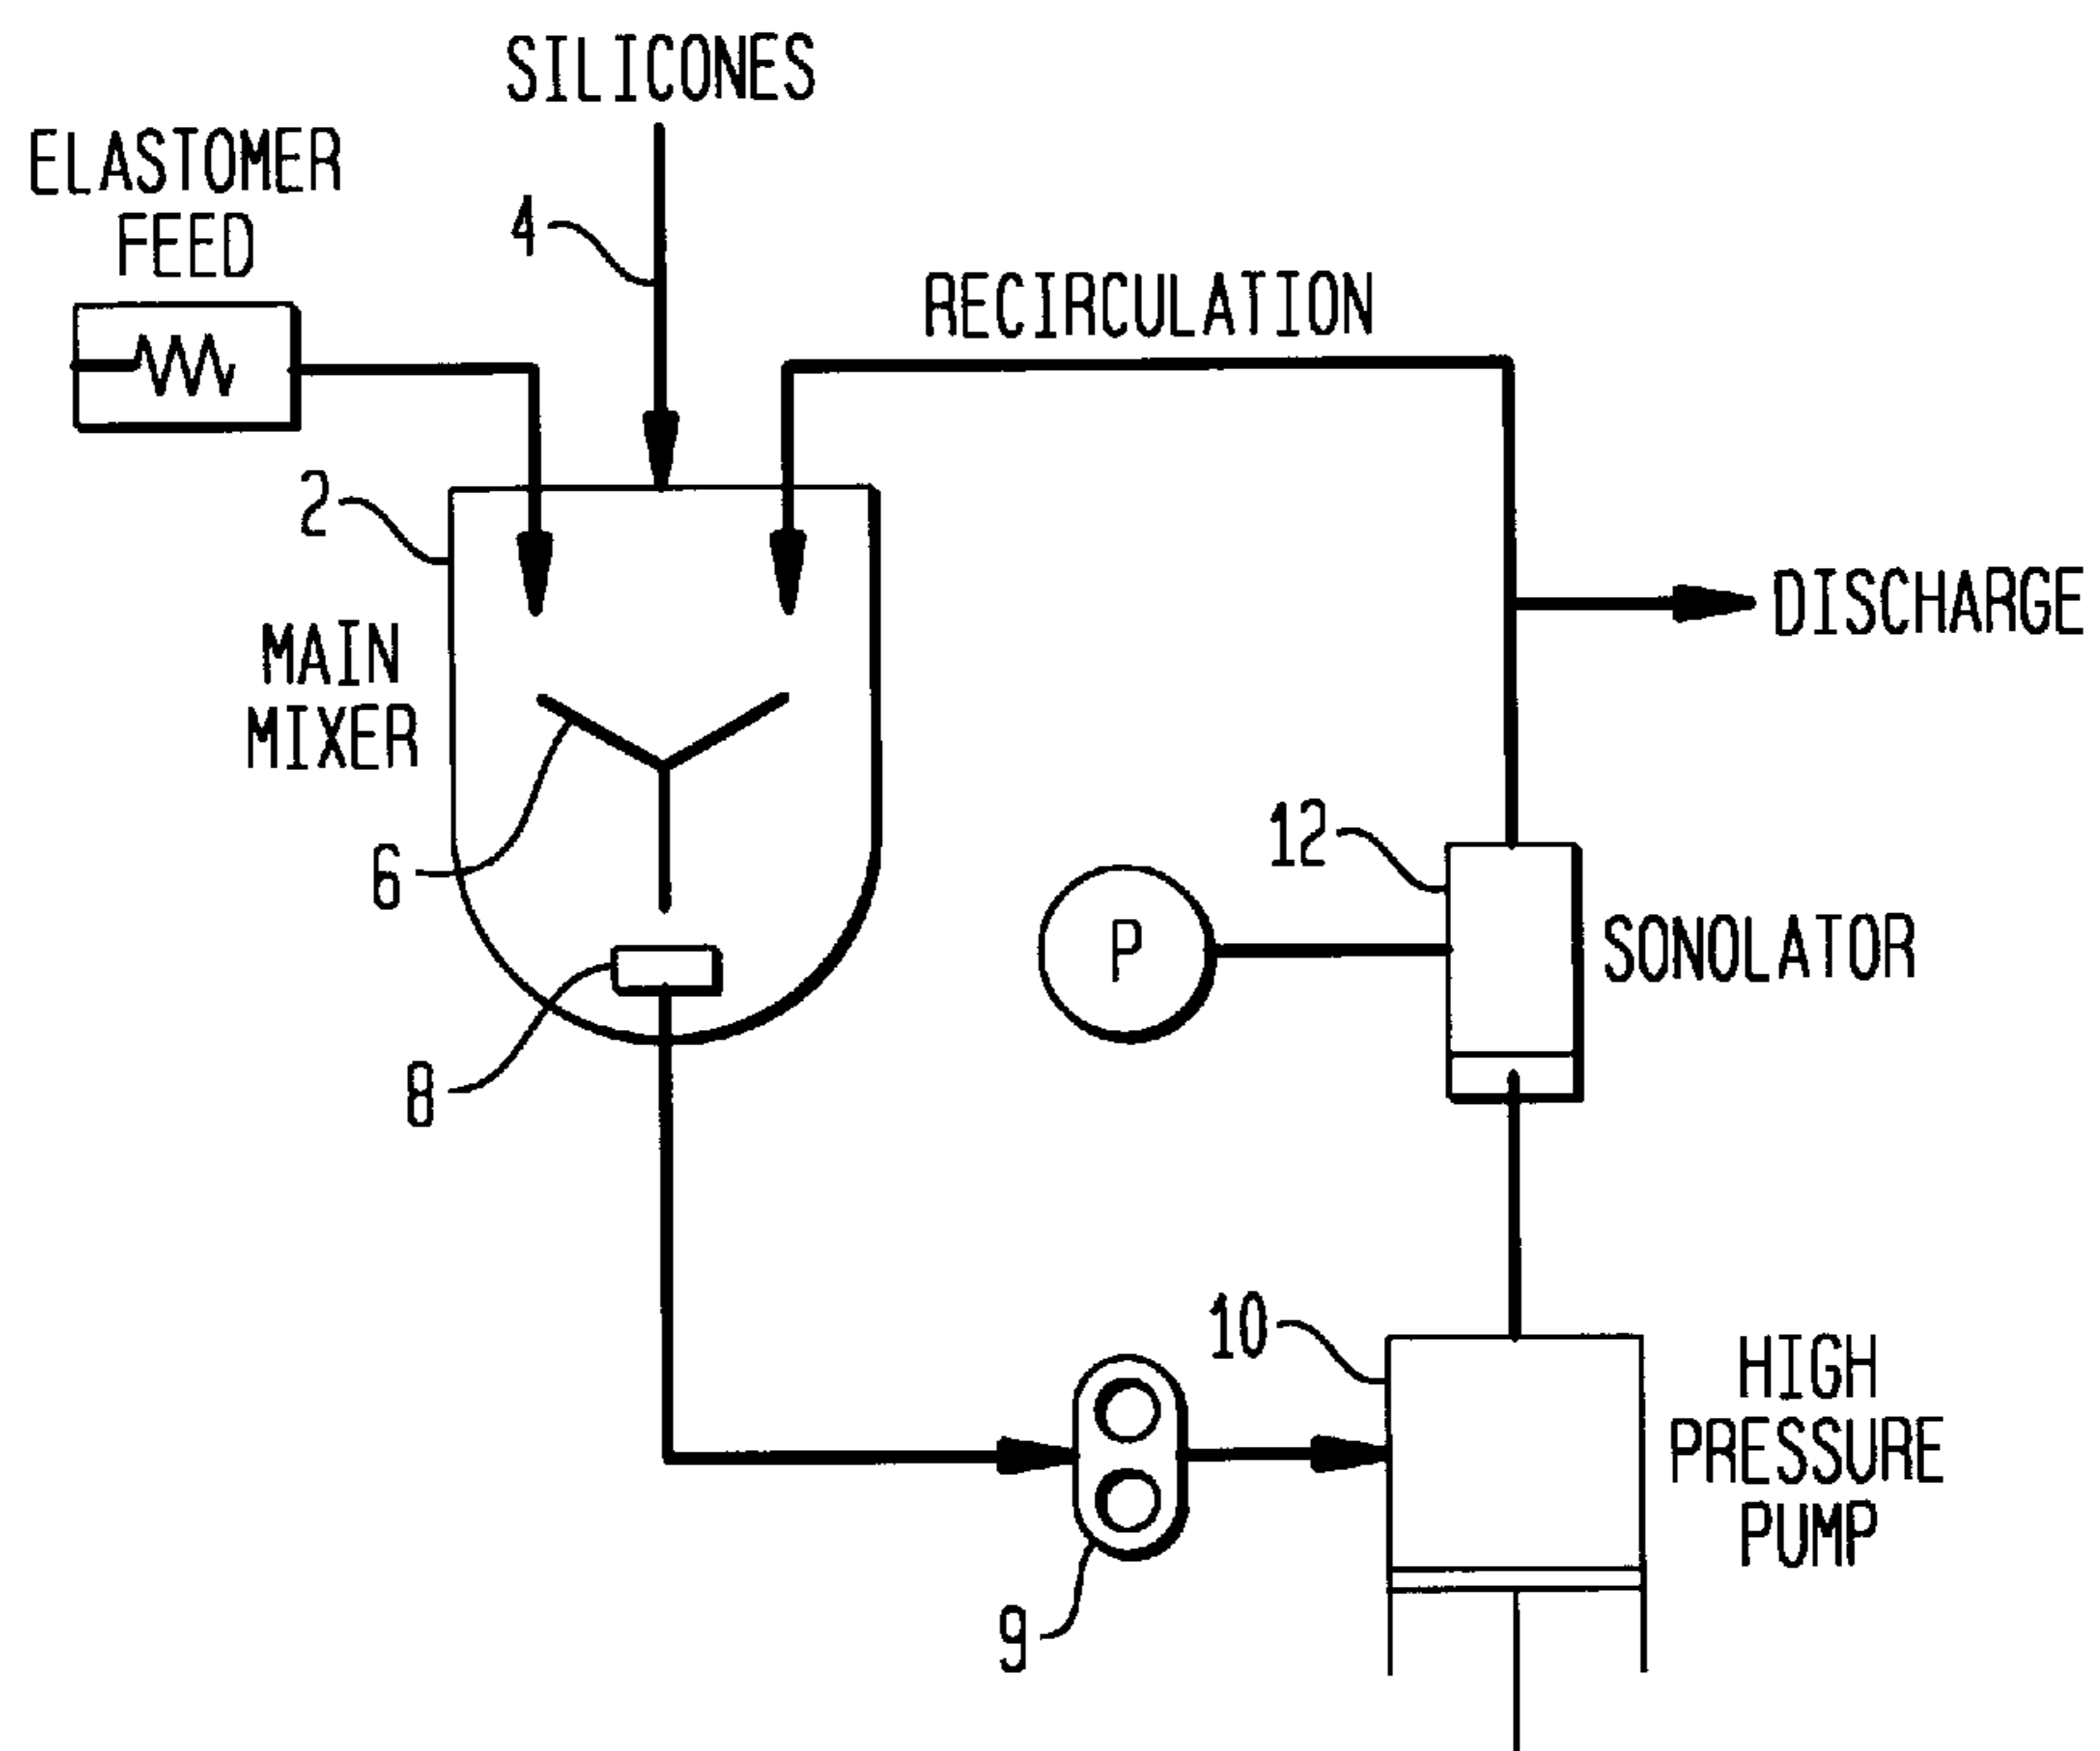 SILICONES
ELASTOMER
FEED
4
RECIRCULATION
2
DISCHARGE
MAIN
MIXER
12
6
P
SONOLATOR
8
10
HIGH
PRESSURE
PUMP
9